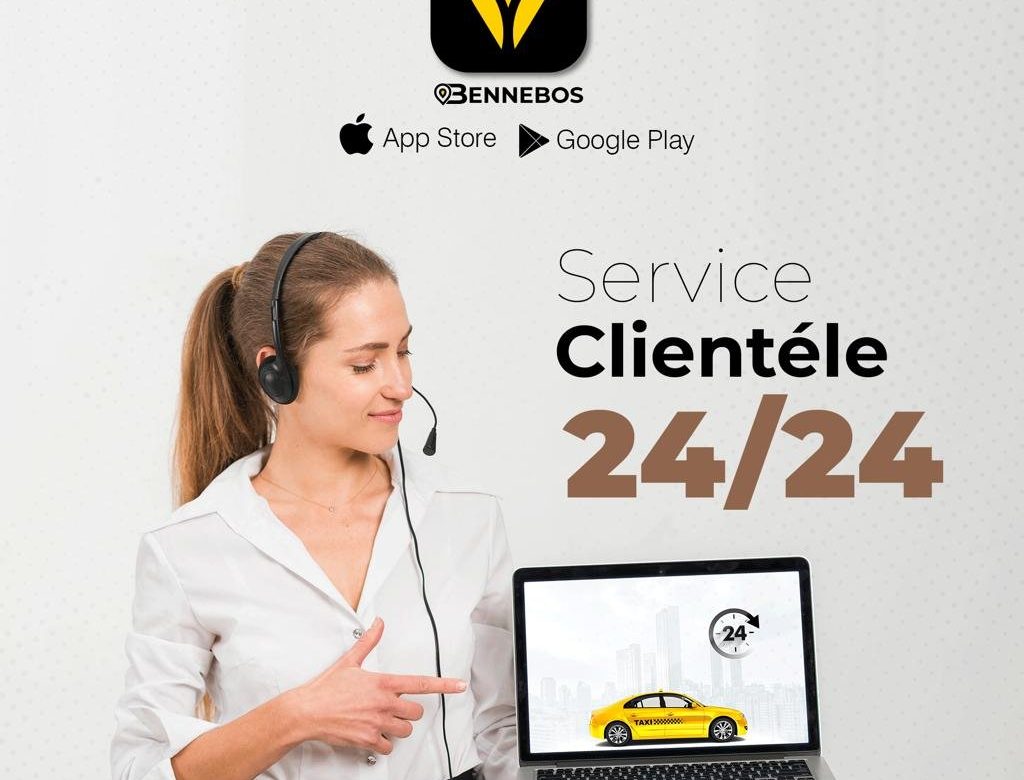 BENNEBOS
App Store Google Play
Service
Clientéle
24/24
24
TAXI